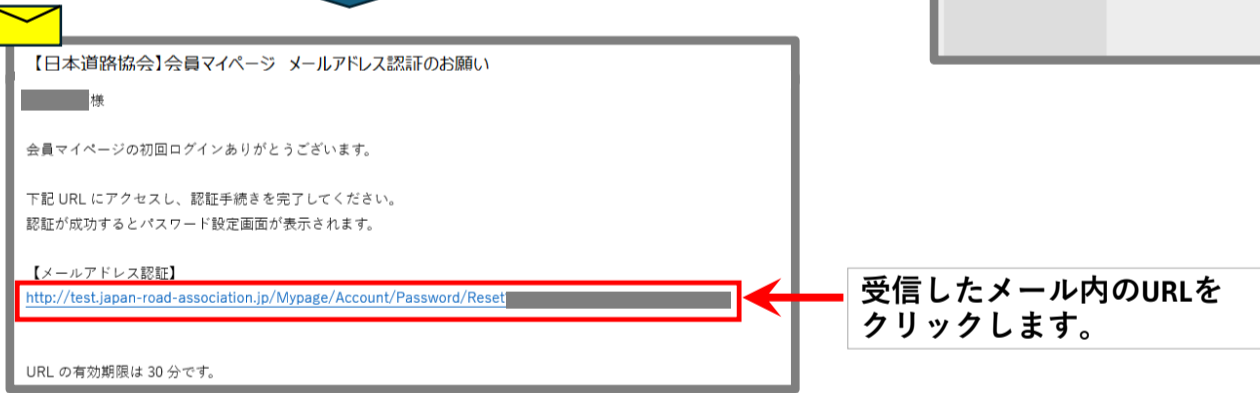 【日本道路協会】会員マイページ メールアドレス認証のお願い
様
会員マイページの初回ログインありがとうございます。
下記 URL にアクセスし、認証手続きを完了してください。
認証が成功するとパスワード設定画面が表示されます。
【メールアドレス認証】
http://test.japan-road-association.jp/Mypage/Account/Password/Reset
受信したメール内のURLを
クリックします。
URL の有効期限は 30 分です。